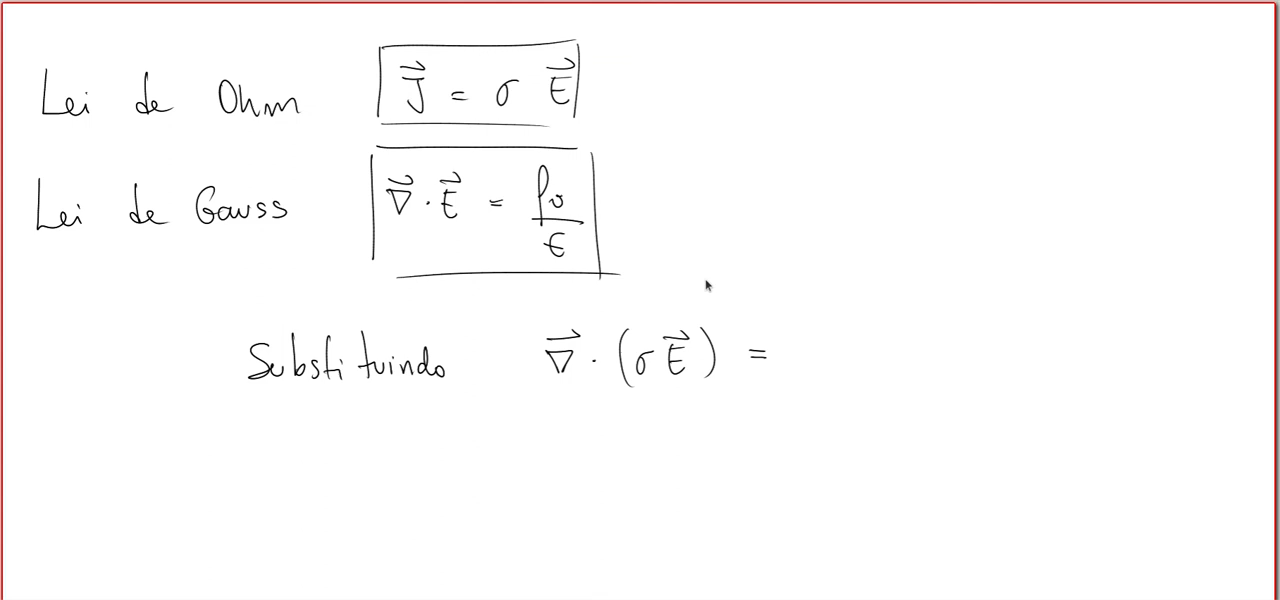 Lei de Ohm J⃗ = σ E⃗
Lei de Gauss ∇⃗ · E⃗ = ρv/ε
Substituindo ∇⃗ · (σE⃗) =